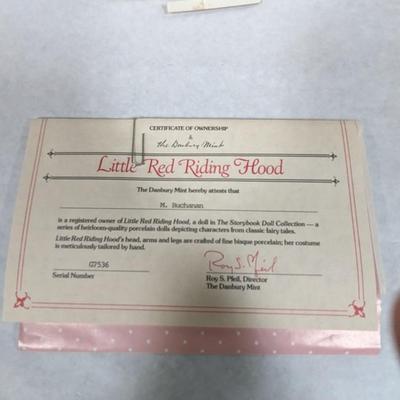 CERTIFICATE OF OWNERSHIP
&
The Danbury Mint
Little Red Riding Hood
The Danbury Mint hereby attests that
M. Buchanan
is a registered owner of Little Red Riding Hood, a doll in The Storybook Doll Collection — a
series of heirloom-quality porcelain dolls depicting characters from classic fairy tales.
Little Red Riding Hood's head, arms and legs are crafted of fine bisque porcelain; her costume
is meticulously tailored by hand.
G7536
Serial Number
Roy S. Pfeil
Roy S. Pfeil, Director
The Danbury Mint